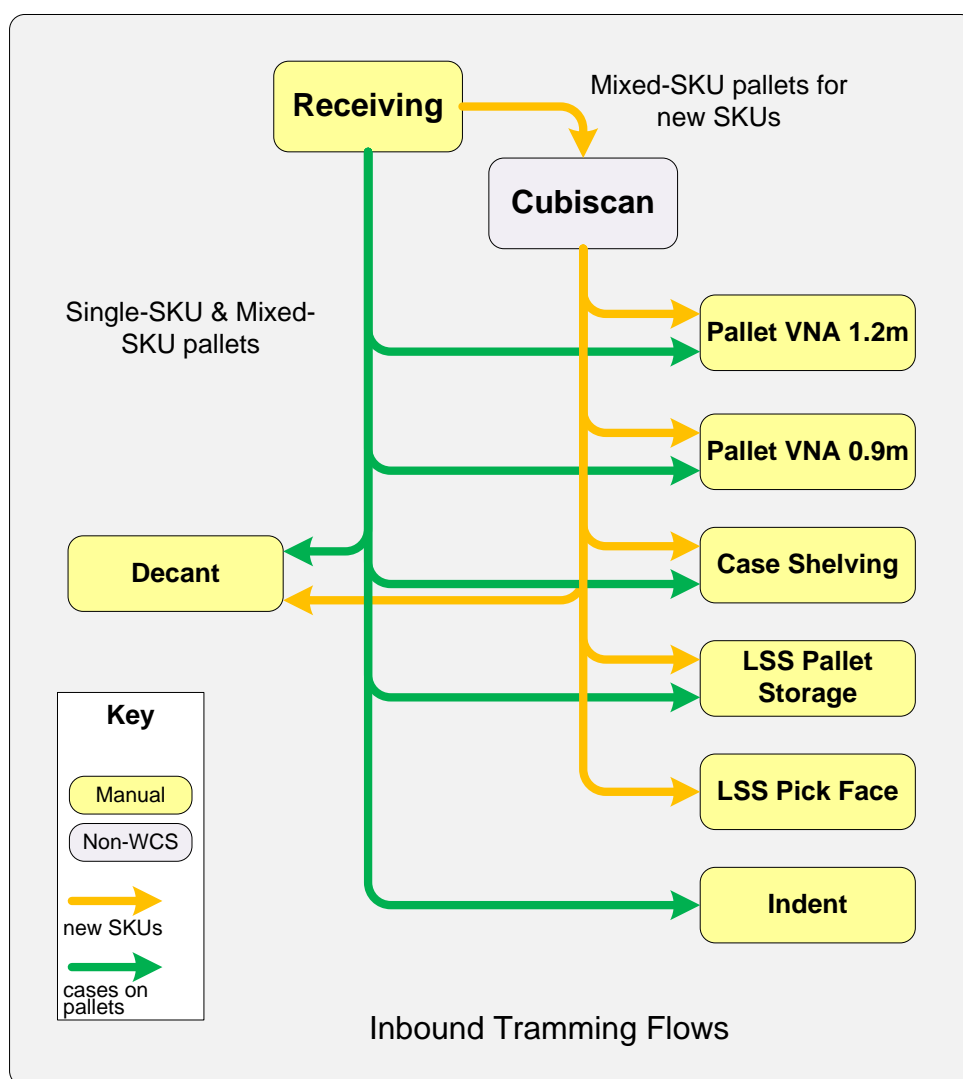 Receiving
Mixed-SKU pallets for
new SKUs
Cubiscan
Single-SKU & Mixed-
SKU pallets
Pallet VNA 1.2m
Pallet VNA 0.9m
Decant
Case Shelving
LSS Pallet
Storage
Key
Manual
Non-WCS
new SKUs
cases on
pallets
LSS Pick Face
Indent
Inbound Tramming Flows